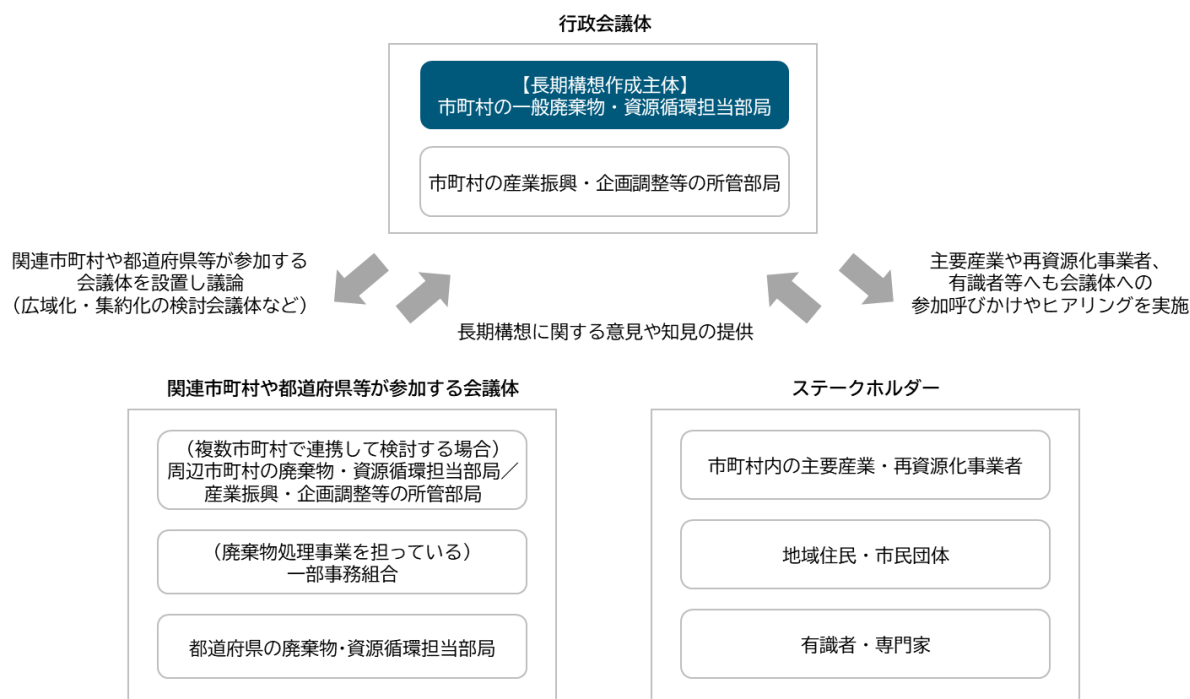 行政会議体
【長期構想作成主体】
市町村の一般廃棄物・資源循環担当部局
市町村の産業振興・企画調整等の所管部局
関連市町村や都道府県等が参加する
会議体を設置し議論
（広域化・集約化の検討会議体など）
主要産業や再資源化事業者、
有識者等へも会議体への
参加呼びかけやヒアリングを実施
長期構想に関する意見や知見の提供
関連市町村や都道府県等が参加する会議体
（複数市町村で連携して検討する場合）
周辺市町村の廃棄物・資源循環担当部局／
産業振興・企画調整等の所管部局
（廃棄物処理事業を担っている）
一部事務組合
都道府県の廃棄物･資源循環担当部局
ステークホルダー
市町村内の主要産業・再資源化事業者
地域住民・市民団体
有識者・専門家